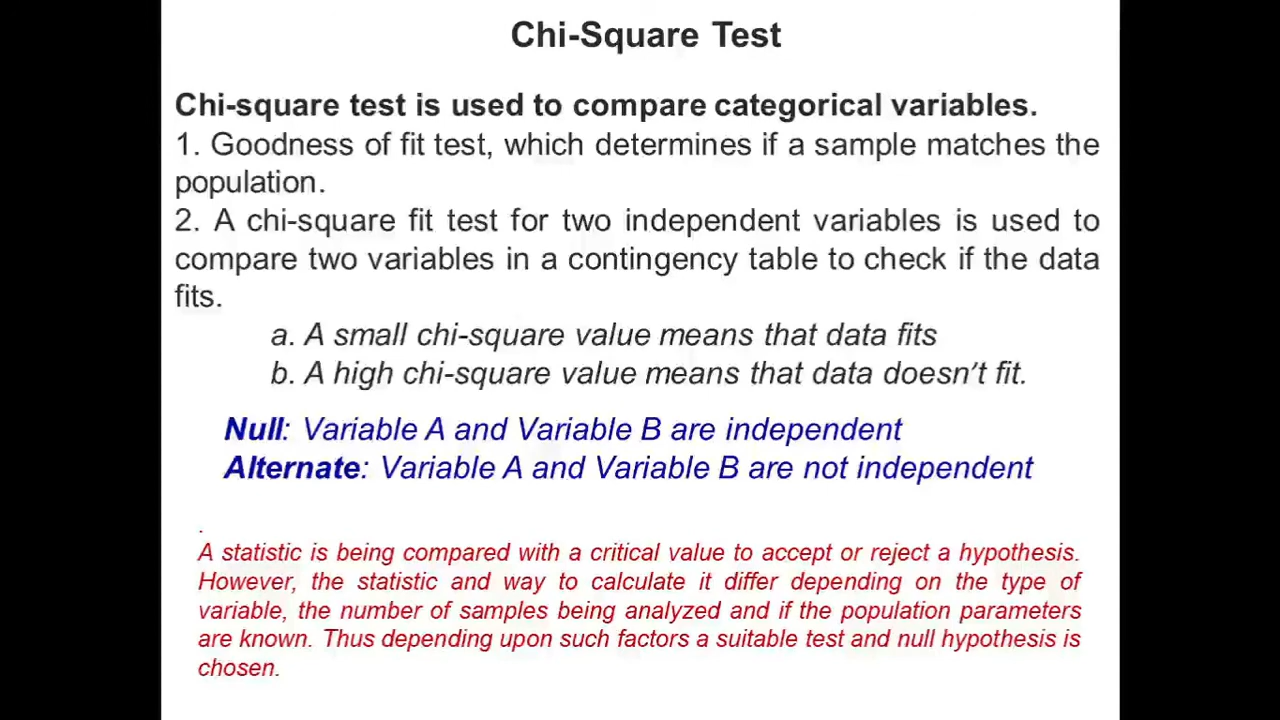 Chi-Square Test
Chi-square test is used to compare categorical variables.
1. Goodness of fit test, which determines if a sample matches the
population.
2. A chi-square fit test for two independent variables is used to
compare two variables in a contingency table to check if the data
fits.
a. A small chi-square value means that data fits
b. A high chi-square value means that data doesn’t fit.
Null: Variable A and Variable B are independent
Alternate: Variable A and Variable B are not independent
.
A statistic is being compared with a critical value to accept or reject a hypothesis.
However, the statistic and way to calculate it differ depending on the type of
variable, the number of samples being analyzed and if the population parameters
are known. Thus depending upon such factors a suitable test and null hypothesis is
chosen.